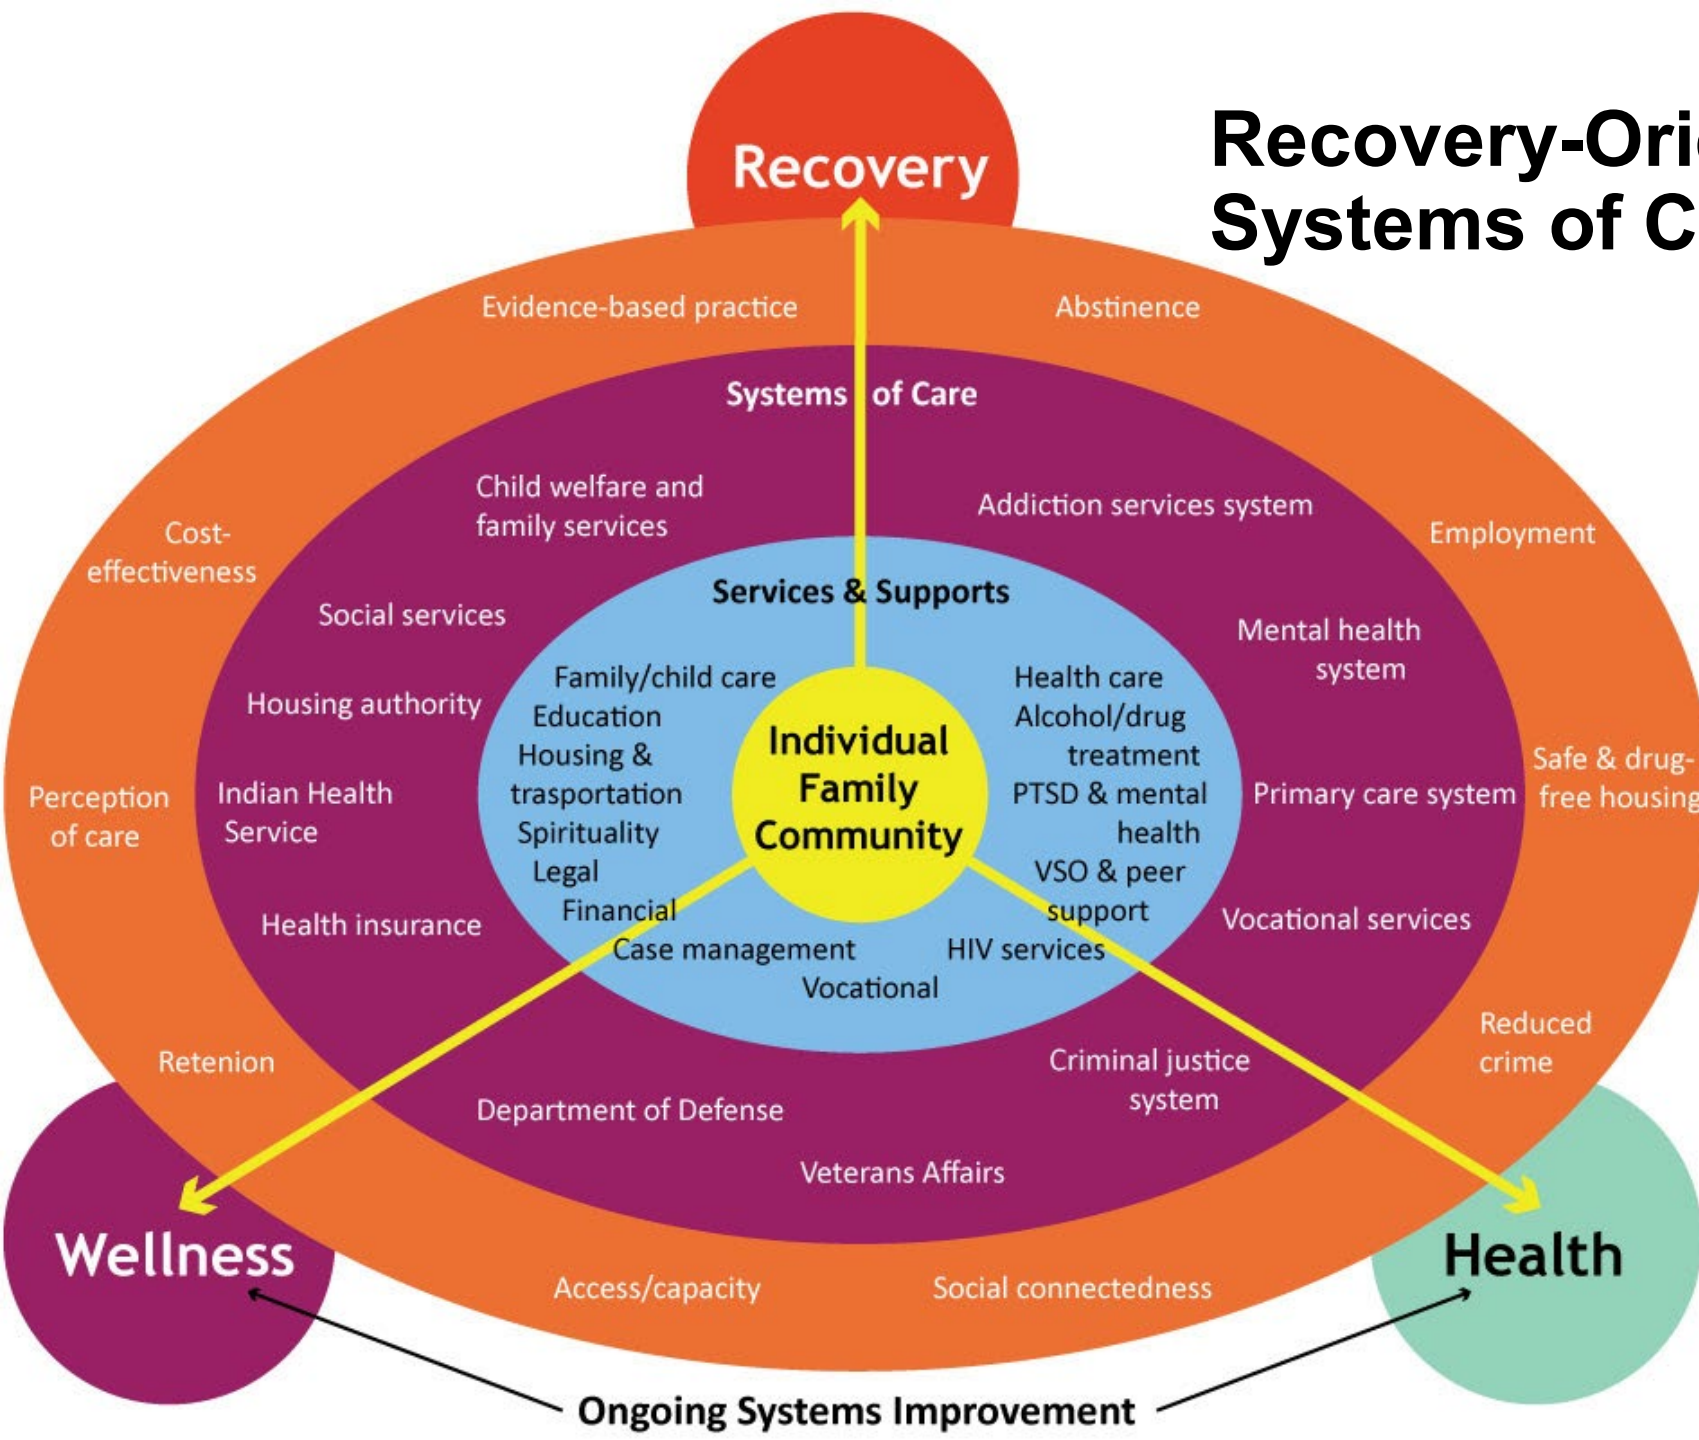 Recovery
Recovery-Ori
Systems of C
Evidence-based practice
Abstinence
Systems of Care
Child welfare and
family services
Addiction services system
Cost-
effectiveness
Employment
Services & Supports
Social services
Mental health
system
Housing authority
Family/child care
Education
Housing &
trasportation
Spirituality
Legal
Financial
Case management
Vocational
Individual
Family
Community
Health care
Alcohol/drug
treatment
PTSD & mental
health
VSO & peer
support
HIV services
Perception
of care
Indian Health
Service
Primary care system
Safe & drug-
free housing
Health insurance
Vocational services
Retenion
Reduced
crime
Department of Defense
Criminal justice
system
Veterans Affairs
Wellness
Health
Access/capacity
Social connectedness
Ongoing Systems Improvement